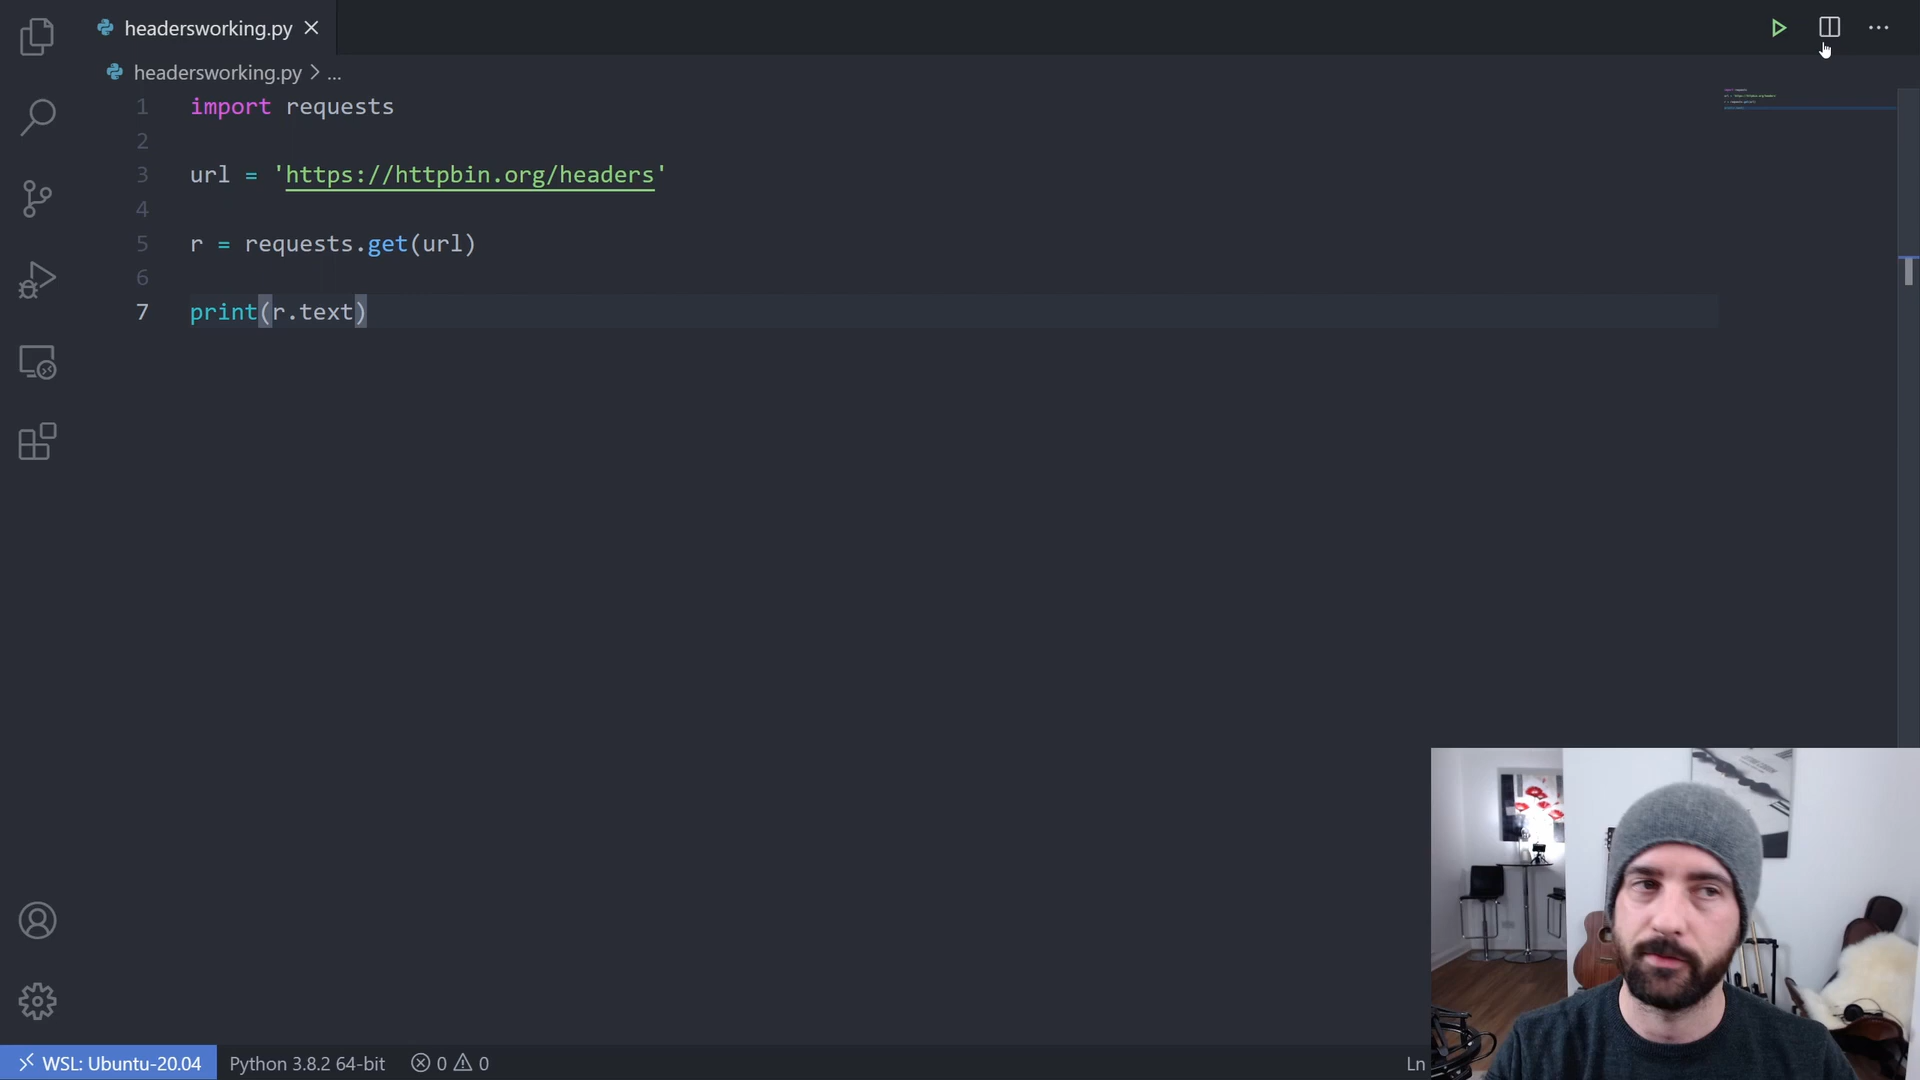 headersworking.py
headersworking.py > ...
1 import requests
2
3 url = 'https://httpbin.org/headers'
4
5 r = requests.get(url)
6
7 print(r.text)
WSL: Ubuntu-20.04 Python 3.8.2 64-bit 0 0 Ln